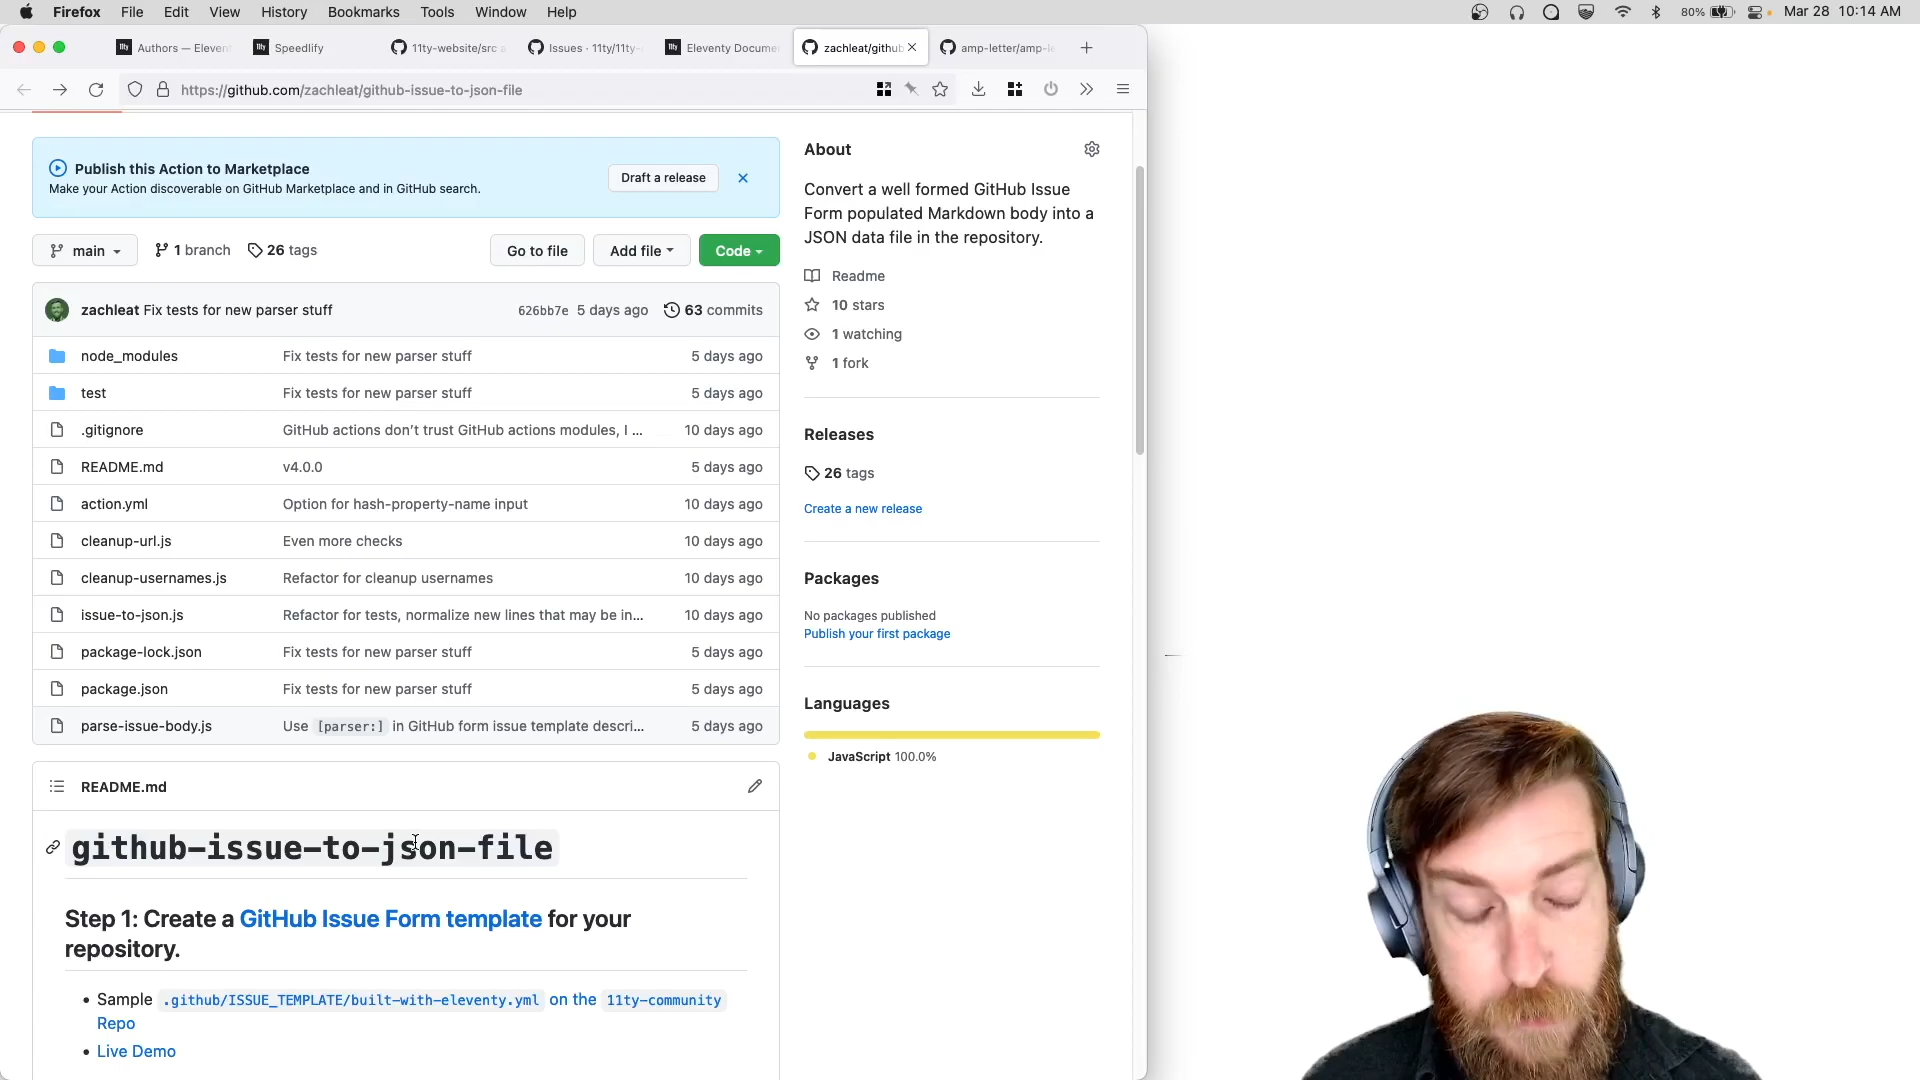 Firefox File Edit View History Bookmarks Tools Window Help 80% Mar 28 10:14 AM
11ty Authors — Eleven 11ty Speedlify 11ty-website/src a Issues · 11ty/11ty- 11ty Eleventy Docume zachleat/github amp-letter/amp-le
https://github.com/zachleat/github-issue-to-json-file
Publish this Action to Marketplace
Make your Action discoverable on GitHub Marketplace and in GitHub search.
Draft a release
main 1 branch 26 tags Go to file Add file Code
zachleat Fix tests for new parser stuff 626bb7e 5 days ago 63 commits
node_modules Fix tests for new parser stuff 5 days ago
test Fix tests for new parser stuff 5 days ago
.gitignore GitHub actions don’t trust GitHub actions modules, I ... 10 days ago
README.md v4.0.0 5 days ago
action.yml Option for hash-property-name input 10 days ago
cleanup-url.js Even more checks 10 days ago
cleanup-usernames.js Refactor for cleanup usernames 10 days ago
issue-to-json.js Refactor for tests, normalize new lines that may be in... 10 days ago
package-lock.json Fix tests for new parser stuff 5 days ago
package.json Fix tests for new parser stuff 5 days ago
parse-issue-body.js Use [parser:] in GitHub form issue template descri... 5 days ago
README.md
github-issue-to-json-file
Step 1: Create a GitHub Issue Form template for your
repository.
• Sample .github/ISSUE_TEMPLATE/built-with-eleventy.yml on the 11ty-community
Repo
• Live Demo
About
Convert a well formed GitHub Issue
Form populated Markdown body into a
JSON data file in the repository.
Readme
10 stars
1 watching
1 fork
Releases
26 tags
Create a new release
Packages
No packages published
Publish your first package
Languages
JavaScript 100.0%